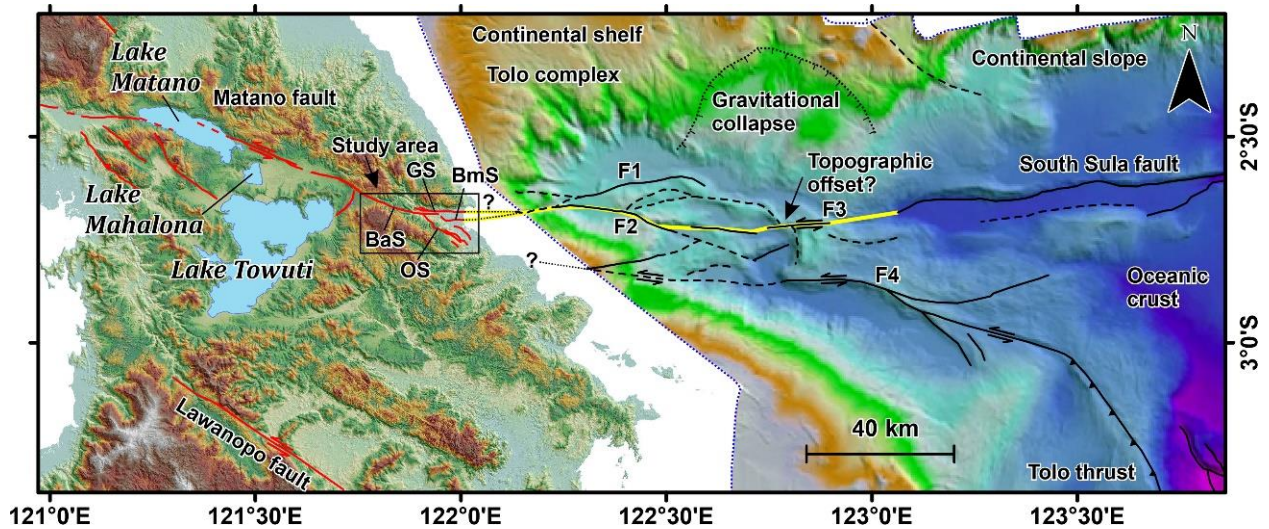 Lake
Matano
Matano fault
Study area
GS
BmS
?
BaS
OS
Lake
Mahalona
Lake Towuti
Lawanopo fault
Continental shelf
Tolo complex
Gravitational
collapse
Continental slope
N
Topographic
offset?
South Sula fault
F1
F2
F3
F4
?
Oceanic
crust
40 km
Tolo thrust
2°30'S
3°0'S
121°0'E
121°30'E
122°0'E
122°30'E
123°0'E
123°30'E